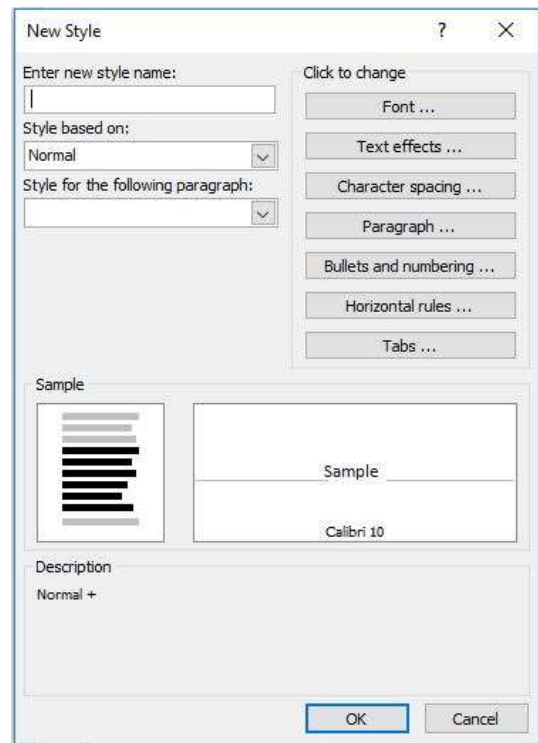 New Style ? ×
Enter new style name:
Style based on:
Normal
Style for the following paragraph:
Click to change
Font ...
Text effects ...
Character spacing ...
Paragraph ...
Bullets and numbering ...
Horizontal rules ...
Tabs ...
Sample
Sample
Calibri 10
Description
Normal +
OK
Cancel